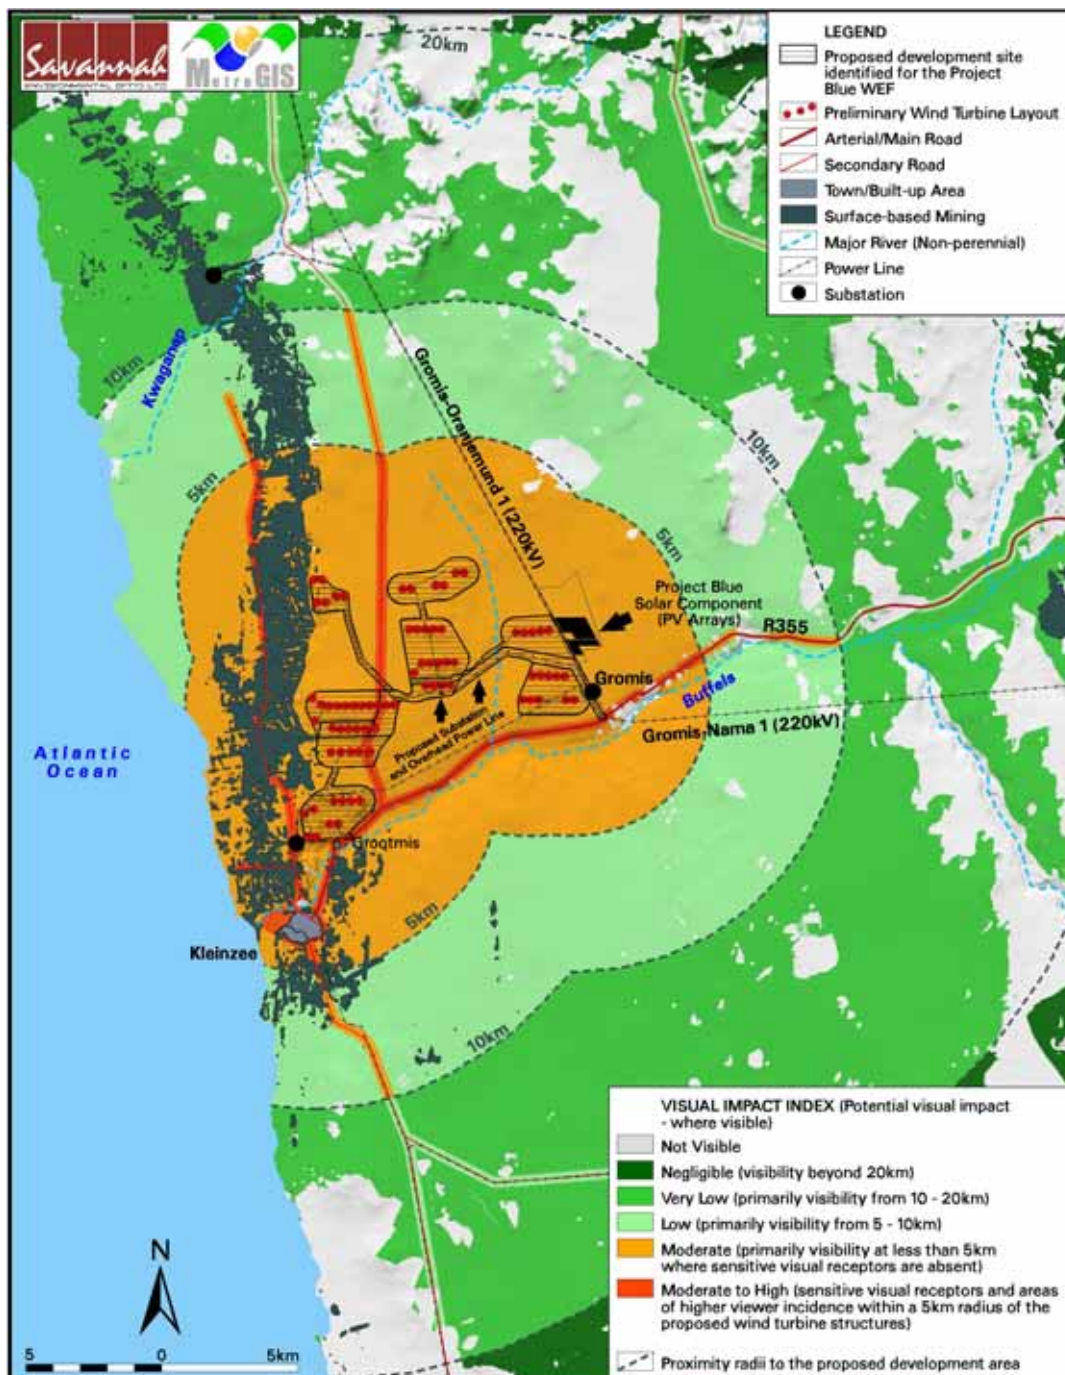 Savannah
ENVIRONMENTAL (PTY) LTD
MetroGIS
20km
LEGEND
Proposed development site
identified for the Project
Blue WEF
Preliminary Wind Turbine Layout
Arterial/Main Road
Secondary Road
Town/Built-up Area
Surface-based Mining
Major River (Non-perennial)
Power Line
Substation
Kwaganap
10km
Gromis-Oranjemund 1 (220kV)
10km
5km
5km
Project Blue
Solar Component
(PV Arrays)
R355
Gromis
Buffels
Gromis-Nama 1 (220kV)
Proposed Substation
and Overhead Power Line
Atlantic
Ocean
Groqtmis
5km
Kleinzee
10km
VISUAL IMPACT INDEX (Potential visual impact
- where visible)
Not Visible
Negligible (visibility beyond 20km)
Very Low (primarily visibility from 10 - 20km)
Low (primarily visibility from 5 - 10km)
Moderate (primarily visibility at less than 5km
where sensitive visual receptors are absent)
Moderate to High (sensitive visual receptors and areas
of higher viewer incidence within a 5km radius of the
proposed wind turbine structures)
Proximity radii to the proposed development area
N
5 0 5km